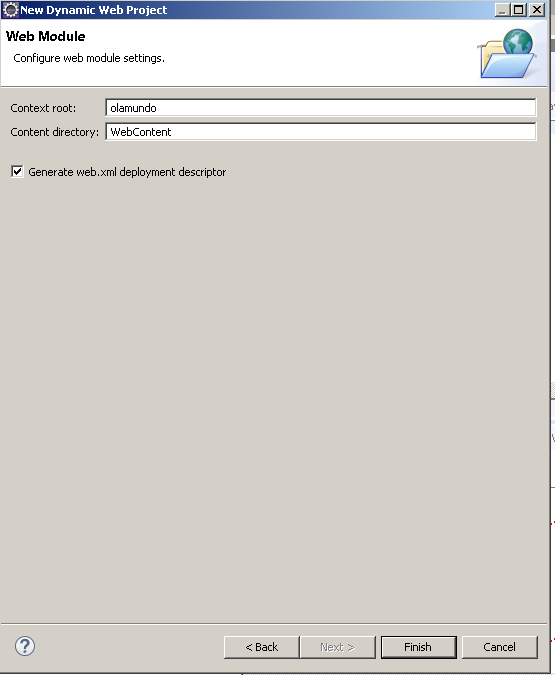 New Dynamic Web Project
Web Module
Configure web module settings.
Context root: olamundo
Content directory: WebContent
Generate web.xml deployment descriptor
?
< Back Next > Finish Cancel